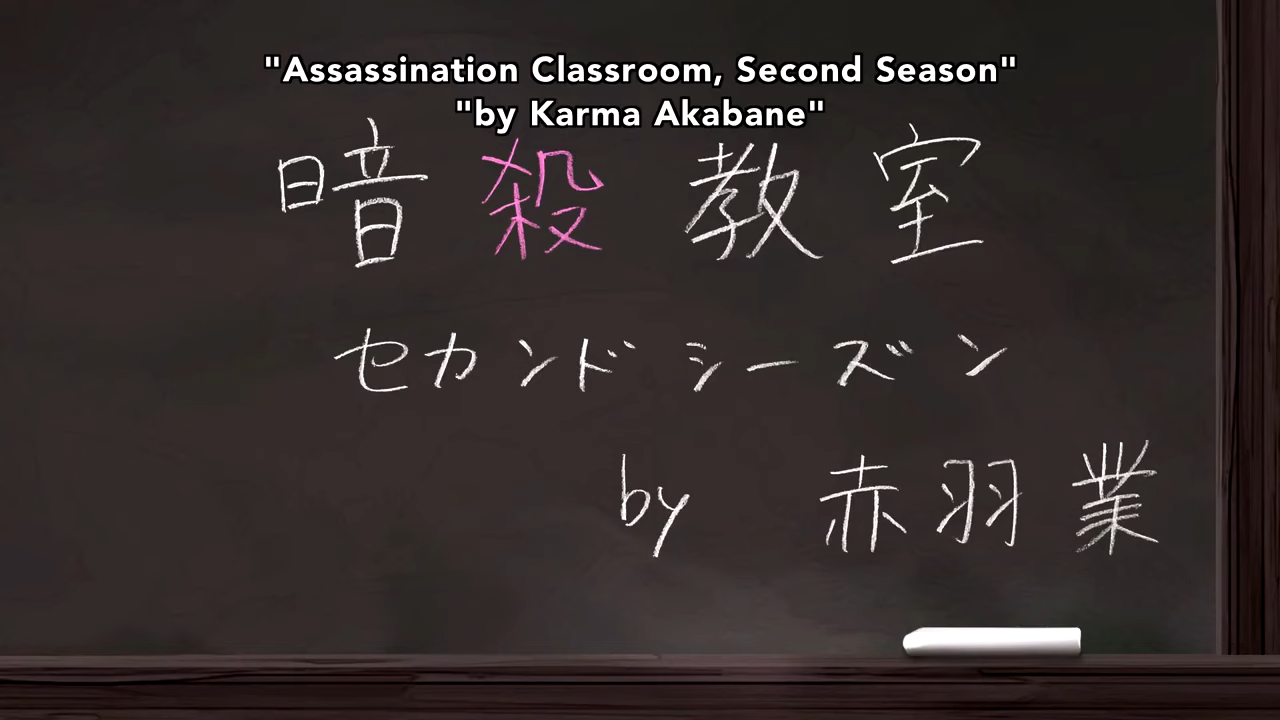 "Assassination Classroom, Second Season"
"by Karma Akabane"
暗殺教室
セカンドシーズン
by 赤羽業